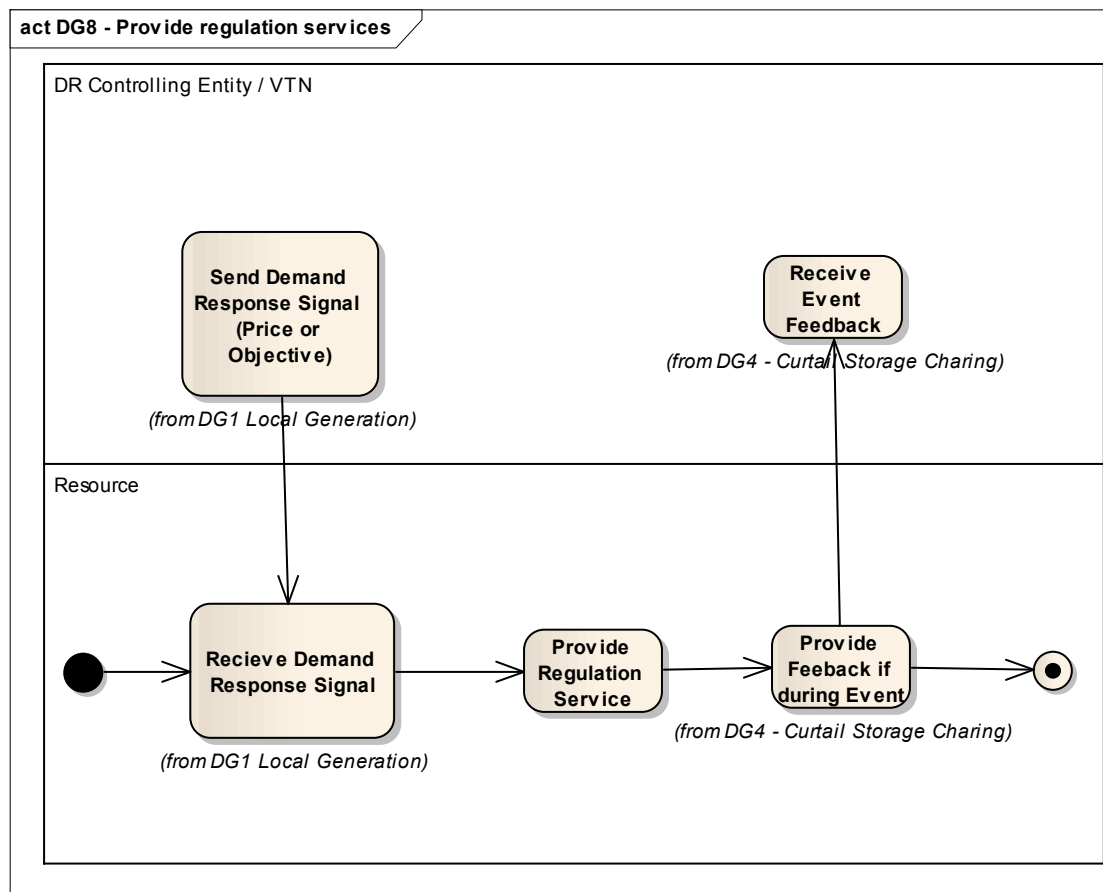 act DG8 - Provide regulation services
DR Controlling Entity / VTN
Send Demand
Response Signal
(Price or
Objective)
(from DG1 Local Generation)
Receive
Event
Feedback
(from DG4 - Curtail Storage Charing)
Resource
Recieve Demand
Response Signal
(from DG1 Local Generation)
Provide
Regulation
Service
Provide
Feeback if
during Event
(from DG4 - Curtail Storage Charing)